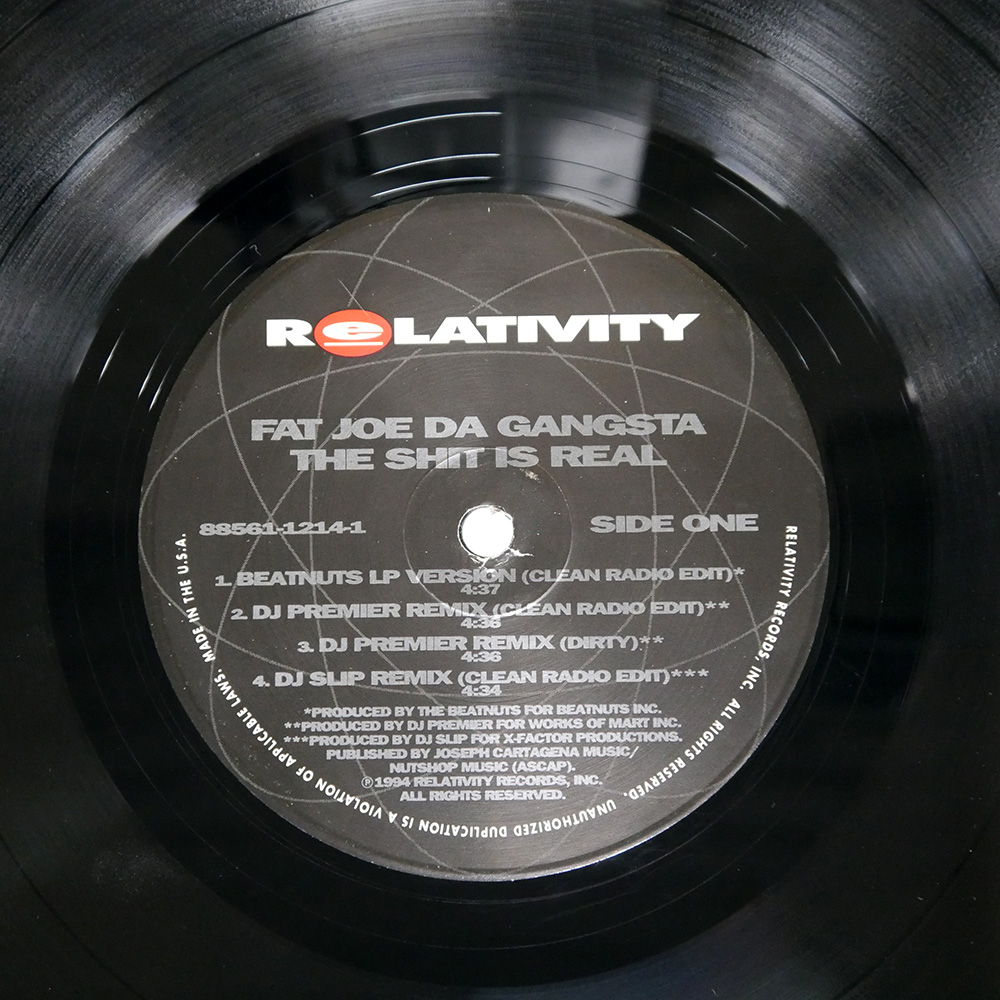 ReLATIVITY
FAT JOE DA GANGSTA
THE SHIT IS REAL
88561-1214-1
SIDE ONE
1. BEATNUTS LP VERSION (CLEAN RADIO EDIT)*
4:37
2. DJ PREMIER REMIX (CLEAN RADIO EDIT)**
4:36
3. DJ PREMIER REMIX (DIRTY)**
4:36
4. DJ SLIP REMIX (CLEAN RADIO EDIT)***
4:34
*PRODUCED BY THE BEATNUTS FOR BEATNUTS INC.
**PRODUCED BY DJ PREMIER FOR WORKS OF MART INC.
***PRODUCED BY DJ SLIP FOR X-FACTOR PRODUCTIONS.
PUBLISHED BY JOSEPH CARTAGENA MUSIC/
NUTSHOP MUSIC (ASCAP).
℗1994 RELATIVITY RECORDS, INC.
ALL RIGHTS RESERVED.
RELATIVITY RECORDS, INC. ALL RIGHTS RESERVED. UNAUTHORIZED DUPLICATION IS A VIOLATION OF APPLICABLE LAWS. MADE IN THE U.S.A.